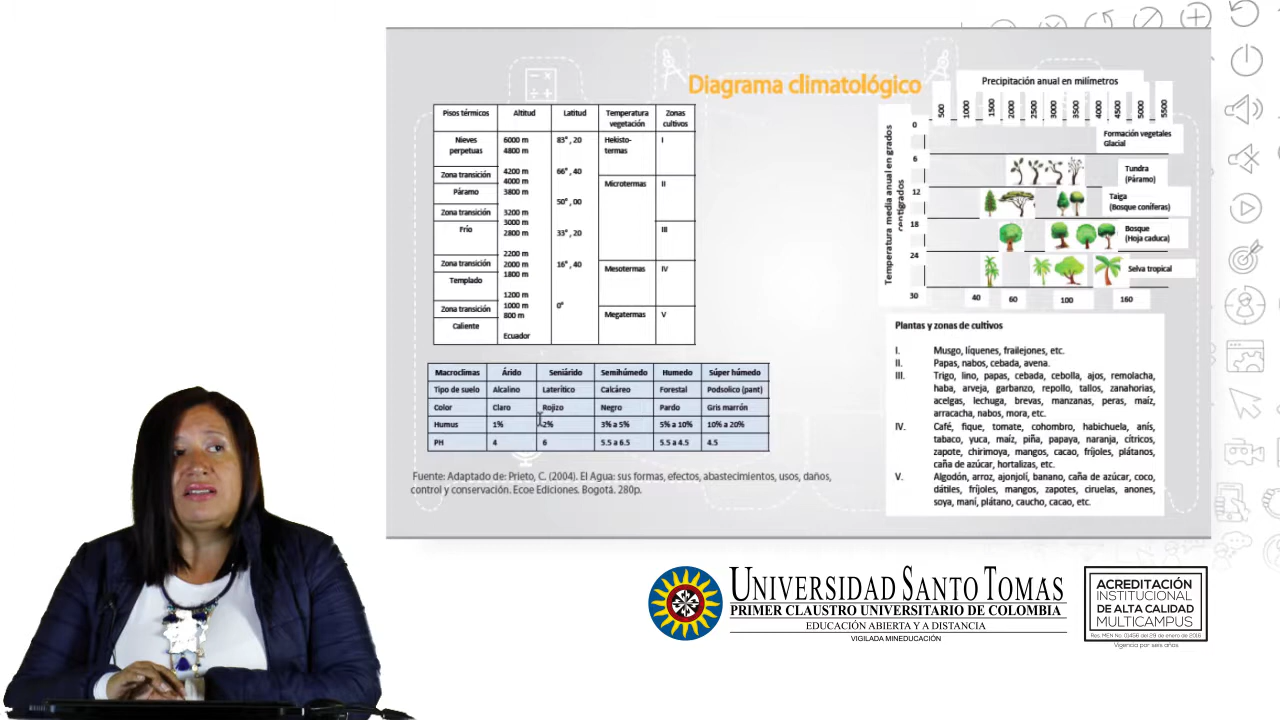 Diagrama climatológico
Pisos térmicos Altitud Latitud Temperatura vegetación Zonas cultivos
Nieves perpetuas 6000 m 4800 m 83°, 20 Hekisto-termas I
Zona transición 4200 m 4000 m 66°, 40 Microtermas II
Páramo 3800 m 50°, 00
Zona transición 3200 m 3000 m
Frío 2800 m 33°, 20 III
2200 m
Zona transición 2000 m 16°, 40 Mesotermas IV
Templado 1800 m
1200 m
Zona transición 1000 m 0° Megatermas V
800 m
Caliente
Ecuador
Macroclimas Árido Seniárido Semihúmedo Humedo Súper húmedo
Tipo de suelo Alcalino Laterítico Calcáreo Forestal Podsolico (pant)
Color Claro Rojizo Negro Pardo Gris marrón
Humus 1% 2% 3% a 5% 5% a 10% 10% a 20%
PH 4 6 5.5 a 6.5 5.5 a 4.5 4.5
Fuente: Adaptado de: Prieto, C. (2004). El Agua: sus formas, efectos, abastecimientos, usos, daños,
control y conservación. Ecoe Ediciones. Bogotá. 280p.
Precipitación anual en milímetros
500 1000 1500 2000 2500 3000 3500 4000 4500 5000 5500
Temperatura media anual en grados
centígrados
0
Formación vegetales
Glacial
6
Tundra
(Páramo)
12
Taiga
(Bosque coníferas)
18
Bosque
(Hoja caduca)
24
Selva tropical
30 40 60 100 160
Plantas y zonas de cultivos
I. Musgo, líquenes, frailejones, etc.
II. Papas, nabos, cebada, avena.
III. Trigo, lino, papas, cebada, cebolla, ajos, remolacha,
haba, arveja, garbanzo, repollo, tallos, zanahorias,
acelgas, lechuga, brevas, manzanas, peras, maíz,
arracacha, nabos, mora, etc.
IV. Café, fique, tomate, cohombro, habichuela, anís,
tabaco, yuca, maíz, piña, papaya, naranja, cítricos,
zapote, chirimoya, mangos, cacao, fríjoles, plátanos,
caña de azúcar, hortalizas, etc.
V. Algodón, arroz, ajonjolí, banano, caña de azúcar, coco,
dátiles, fríjoles, mangos, zapotes, ciruelas, anones,
soya, maní, plátano, caucho, cacao, etc.
UNIVERSIDAD SANTO TOMAS
PRIMER CLAUSTRO UNIVERSITARIO DE COLOMBIA
EDUCACIÓN ABIERTA Y A DISTANCIA
VIGILADA MINEDUCACIÓN
ACREDITACIÓN
INSTITUCIONAL
DE ALTA CALIDAD
MULTICAMPUS
Res. MEN No. 01456 del 29 de enero de 2016
Vigencia por seis años